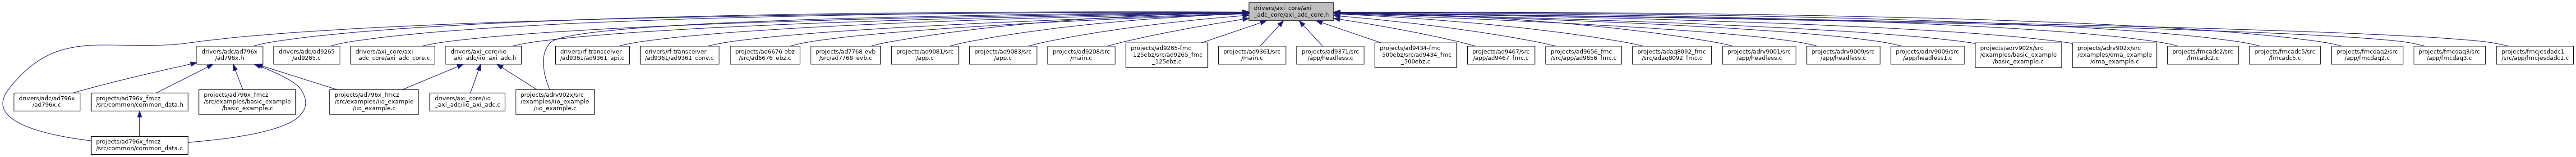 drivers/axi_core/axi
_adc_core/axi_adc_core.h
drivers/adc/ad796x
/ad796x.h
drivers/adc/ad9265
/ad9265.c
drivers/axi_core/axi
_adc_core/axi_adc_core.c
drivers/axi_core/iio
_axi_adc/iio_axi_adc.h
drivers/rf-transceiver
/ad9361/ad9361_api.c
drivers/rf-transceiver
/ad9361/ad9361_conv.c
projects/ad6676-ebz
/src/ad6676_ebz.c
projects/ad7768-evb
/src/ad7768_evb.c
projects/ad9081/src
/app.c
projects/ad9083/src
/app.c
projects/ad9208/src
/main.c
projects/ad9265-fmc
-125ebz/src/ad9265_fmc
_125ebz.c
projects/ad9361/src
/main.c
projects/ad9371/src
/app/headless.c
projects/ad9434-fmc
-500ebz/src/ad9434_fmc
_500ebz.c
projects/ad9467/src
/app/ad9467_fmc.c
projects/ad9656_fmc
/src/app/ad9656_fmc.c
projects/adaq8092_fmc
/src/adaq8092_fmc.c
projects/adrv9001/src
/app/headless.c
projects/adrv9009/src
/app/headless.c
projects/adrv9009/src
/app/headless1.c
projects/adrv902x/src
/examples/basic_example
/basic_example.c
projects/adrv902x/src
/examples/dma_example
/dma_example.c
projects/fmcadc2/src
/fmcadc2.c
projects/fmcadc5/src
/fmcadc5.c
projects/fmcdaq2/src
/app/fmcdaq2.c
projects/fmcdaq3/src
/app/fmcdaq3.c
projects/fmcjesdadc1
/src/app/fmcjesdadc1.c
drivers/adc/ad796x
/ad796x.c
projects/ad796x_fmcz
/src/common/common_data.h
projects/ad796x_fmcz
/src/examples/basic_example
/basic_example.c
projects/ad796x_fmcz
/src/examples/iio_example
/iio_example.c
drivers/axi_core/iio
_axi_adc/iio_axi_adc.c
projects/adrv902x/src
/examples/iio_example
/iio_example.c
projects/ad796x_fmcz
/src/common/common_data.c